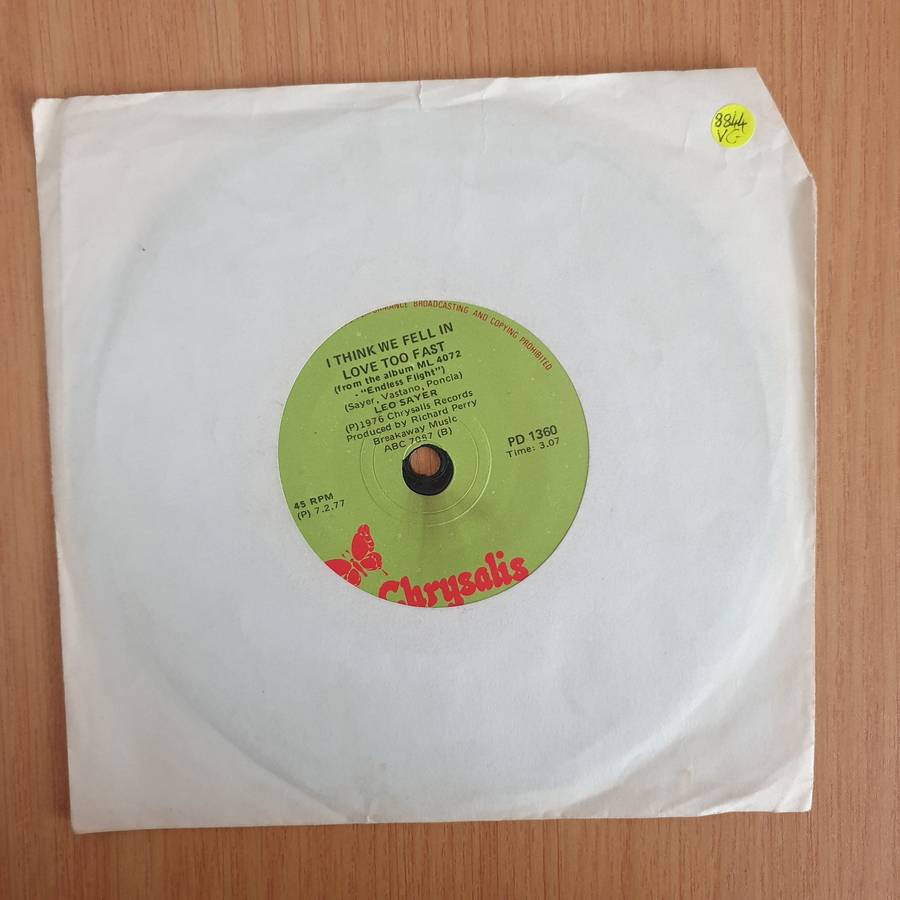 8844
VG
BROADCASTING AND COPYING PROHIBITED
I THINK WE FELL IN
LOVE TOO FAST
(from the album ML 4072
- "Endless Flight")
(Sayer, Vastano, Poncia)
LEO SAYER
(P)1976 Chrysalis Records
Produced by Richard Perry
Breakaway Music
ABC (B)
PD 1360
Time: 3.07
45 RPM
(P) 7.2.77
Chrysalis